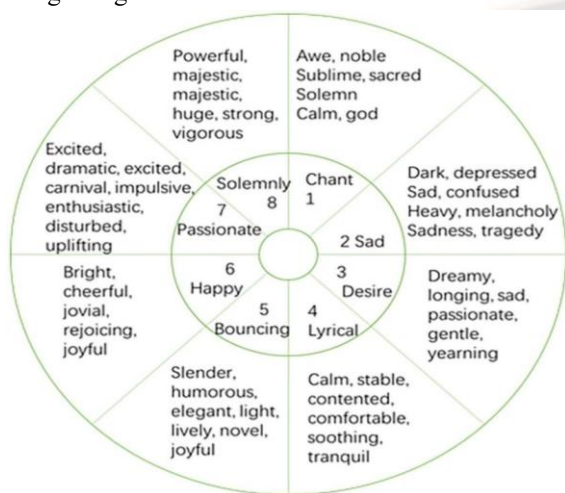 Powerful,
majestic,
majestic,
huge, strong,
vigorous
Awe, noble
Sublime, sacred
Solemn
Calm, god
Excited,
dramatic, excited,
carnival, impulsive,
enthusiastic,
disturbed,
uplifting
Dark, depressed
Sad, confused
Heavy, melancholy
Sadness, tragedy
Solemnly
8
Chant
1
7
Passionate
2 Sad
6
Happy
3
Desire
5
Bouncing
4
Lyrical
Bright,
cheerful,
jovial,
rejoicing,
joyful
Dreamy,
longing, sad,
passionate,
gentle,
yearning
Slender,
humorous,
elegant, light,
lively, novel,
joyful
Calm, stable,
contented,
comfortable,
soothing,
tranquil